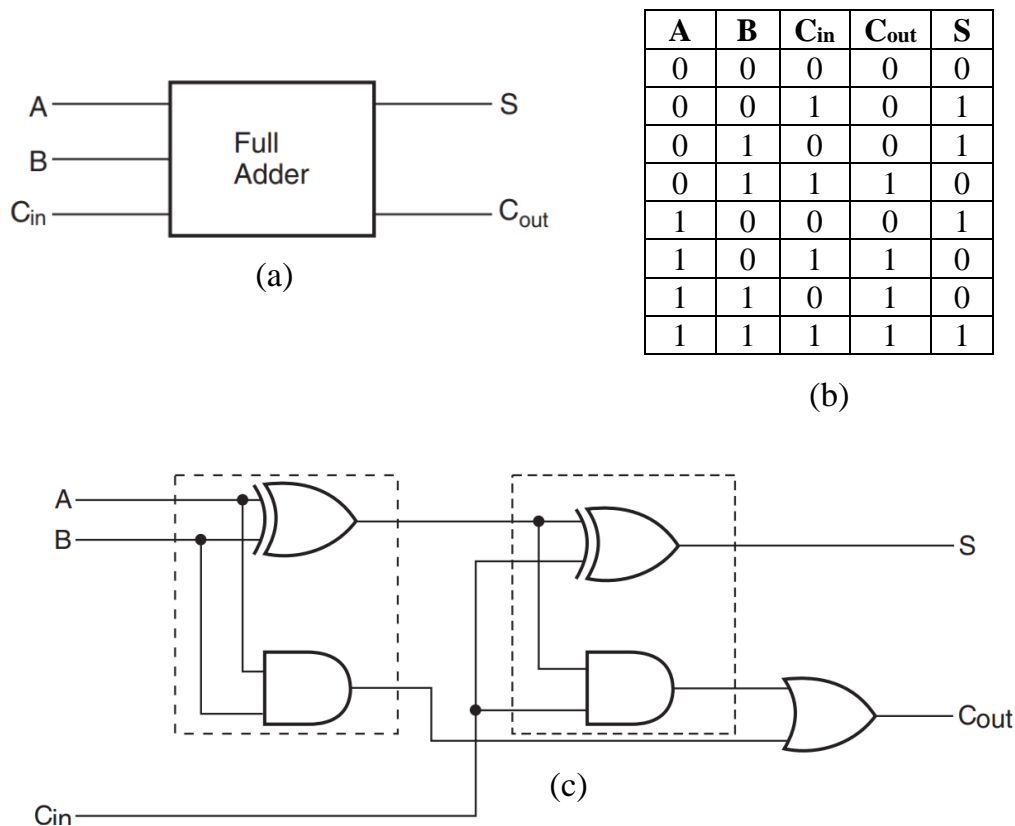 A
B
Cin
Full
Adder
S
Cout
(a)
A B Cin Cout S
0 0 0 0 0
0 0 1 0 1
0 1 0 0 1
0 1 1 1 0
1 0 0 0 1
1 0 1 1 0
1 1 0 1 0
1 1 1 1 1
(b)
A
B
S
Cout
Cin
(c)